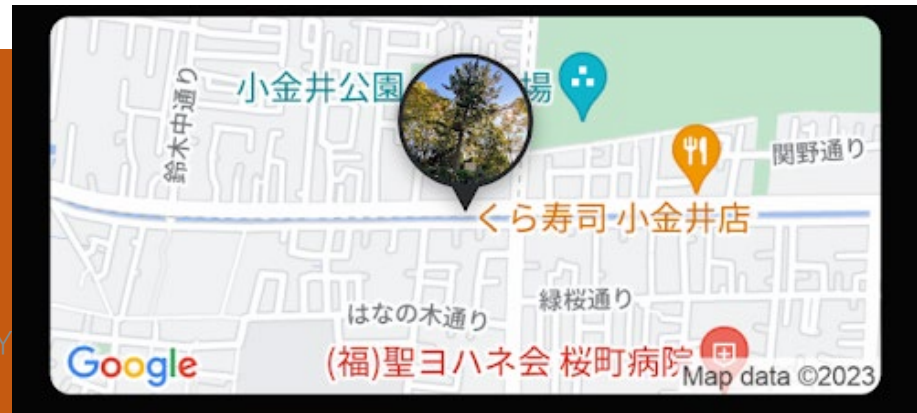 小金井公園
場
鈴木中通り
関野通り
くら寿司 小金井店
緑桜通り
はなの木通り
(福)聖ヨハネ会 桜町病院
Google
Map data ©2023
Y